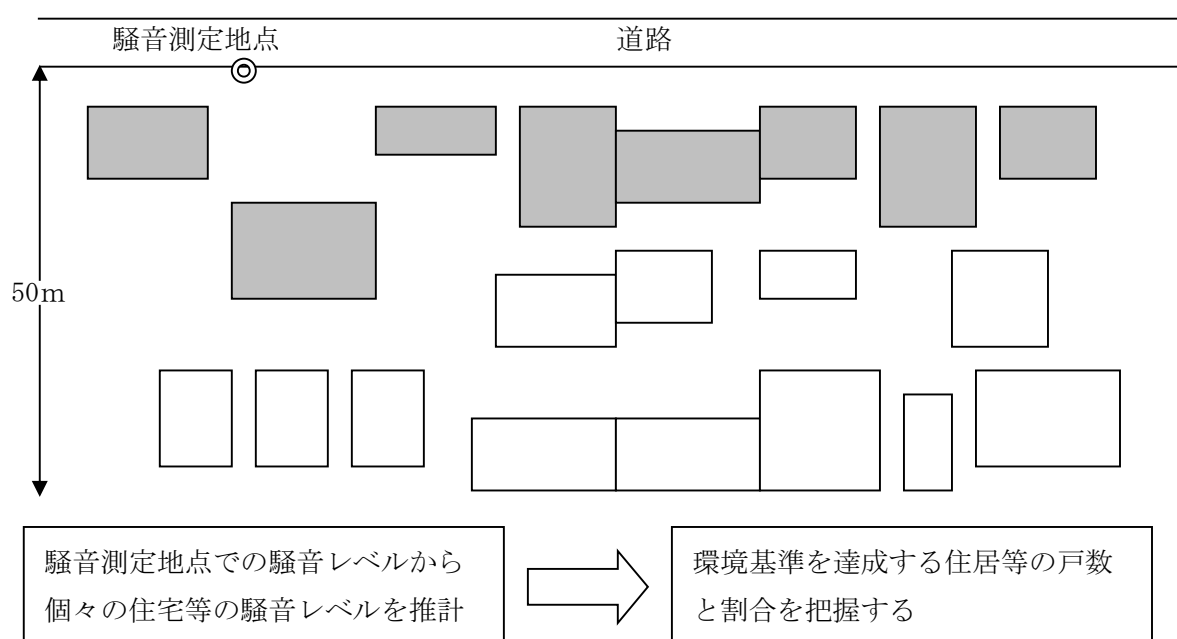 騒音測定地点
道路
50m
騒音測定地点での騒音レベルから
個々の住宅等の騒音レベルを推計
環境基準を達成する住居等の戸数
と割合を把握する